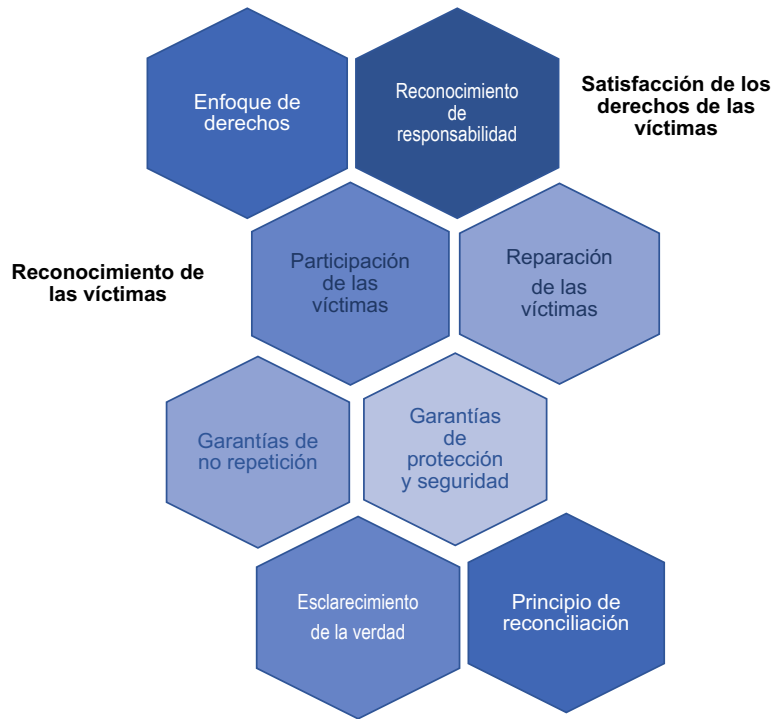 Enfoque de
derechos
Reconocimiento
de
responsabilidad
Satisfacción de los
derechos de las
víctimas
Reconocimiento de
las víctimas
Participación
de las
víctimas
Reparación
de las
víctimas
Garantías de
no repetición
Garantías
de
protección
y seguridad
Esclarecimiento
de la verdad
Principio de
reconciliación